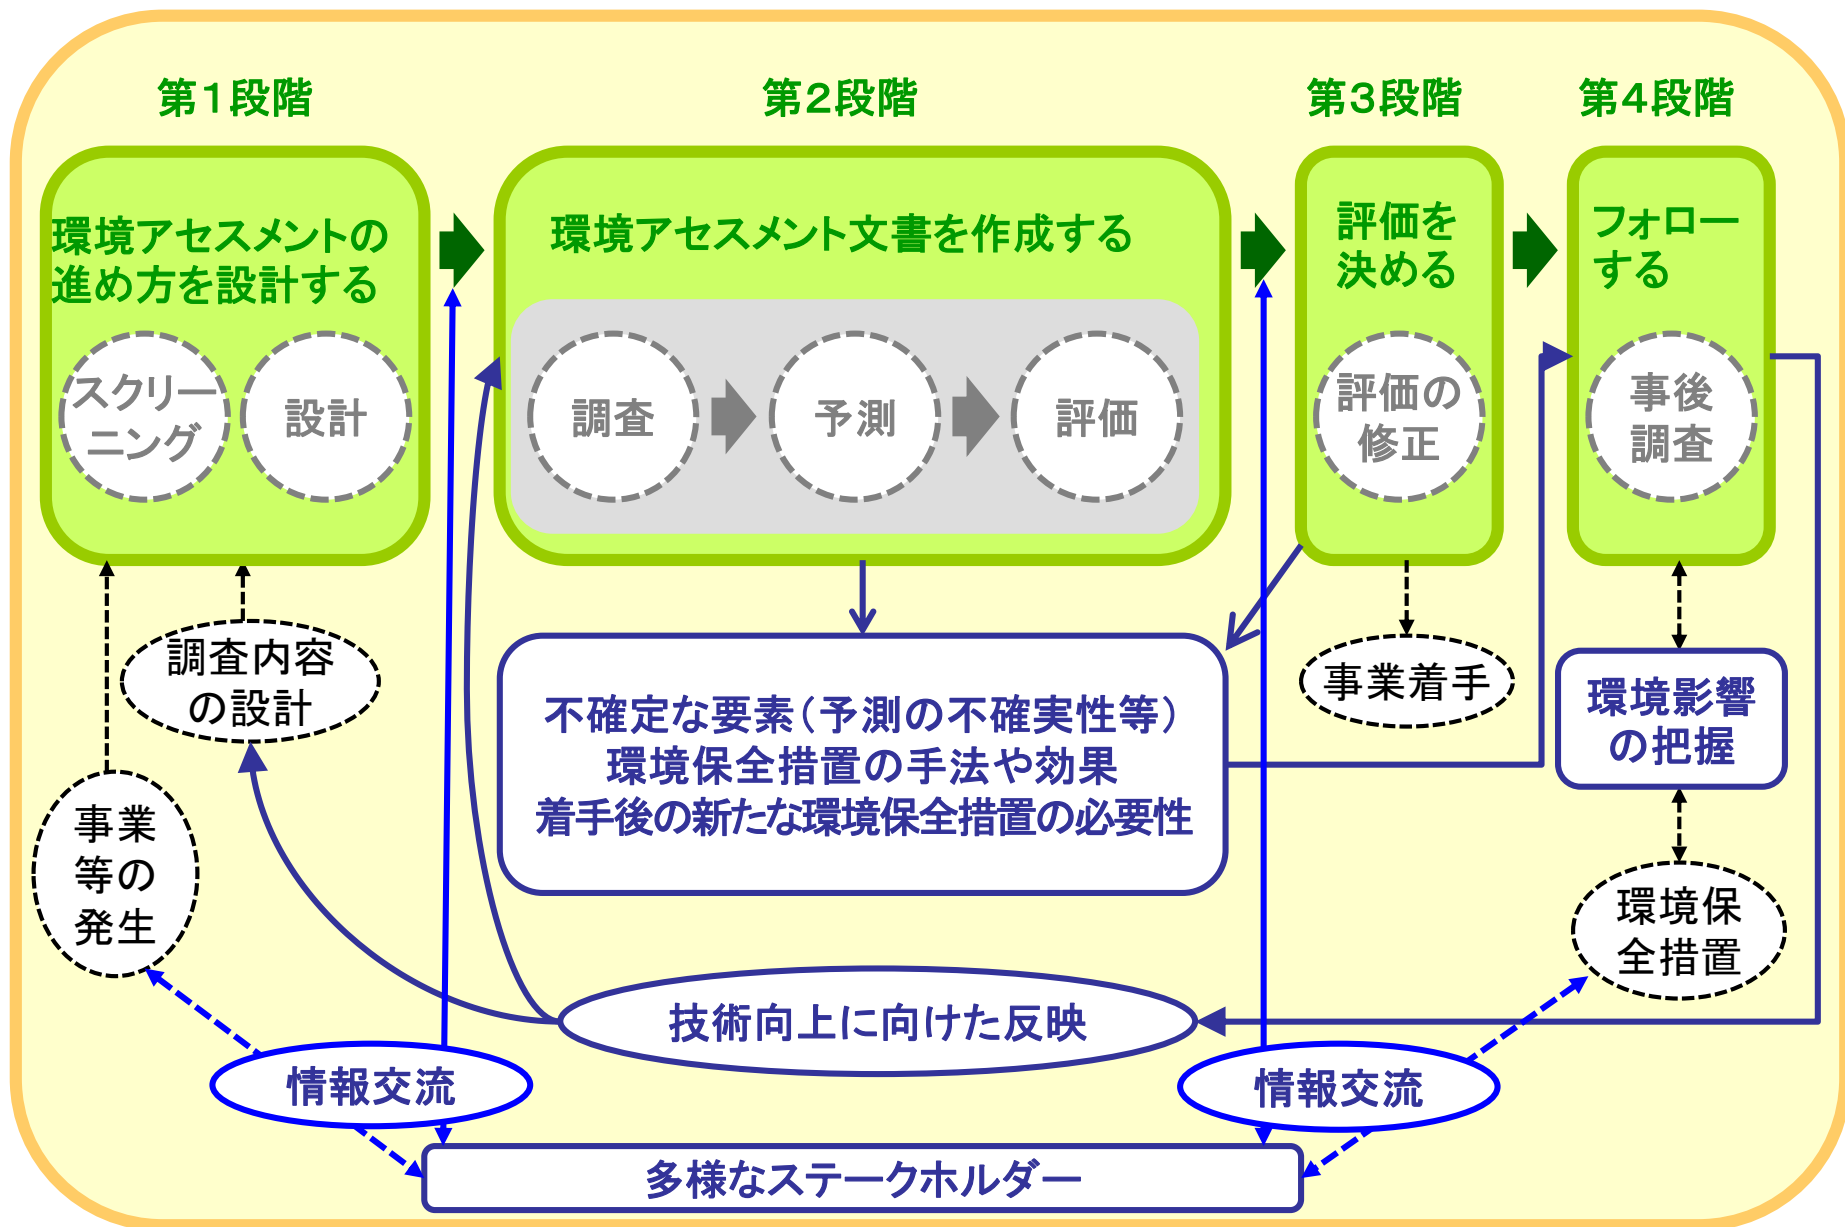 第１段階
第２段階
第３段階
第４段階
環境アセスメントの
進め方を設計する
スクリー
ニング
設計
環境アセスメント文書を作成する
調査
予測
評価
評価を
決める
評価の
修正
フォロー
する
事後
調査
調査内容
の設計
事業
等の
発生
不確定な要素（予測の不確実性等）
環境保全措置の手法や効果
着手後の新たな環境保全措置の必要性
事業着手
環境影響
の把握
環境保
全措置
技術向上に向けた反映
情報交流
情報交流
多様なステークホルダー